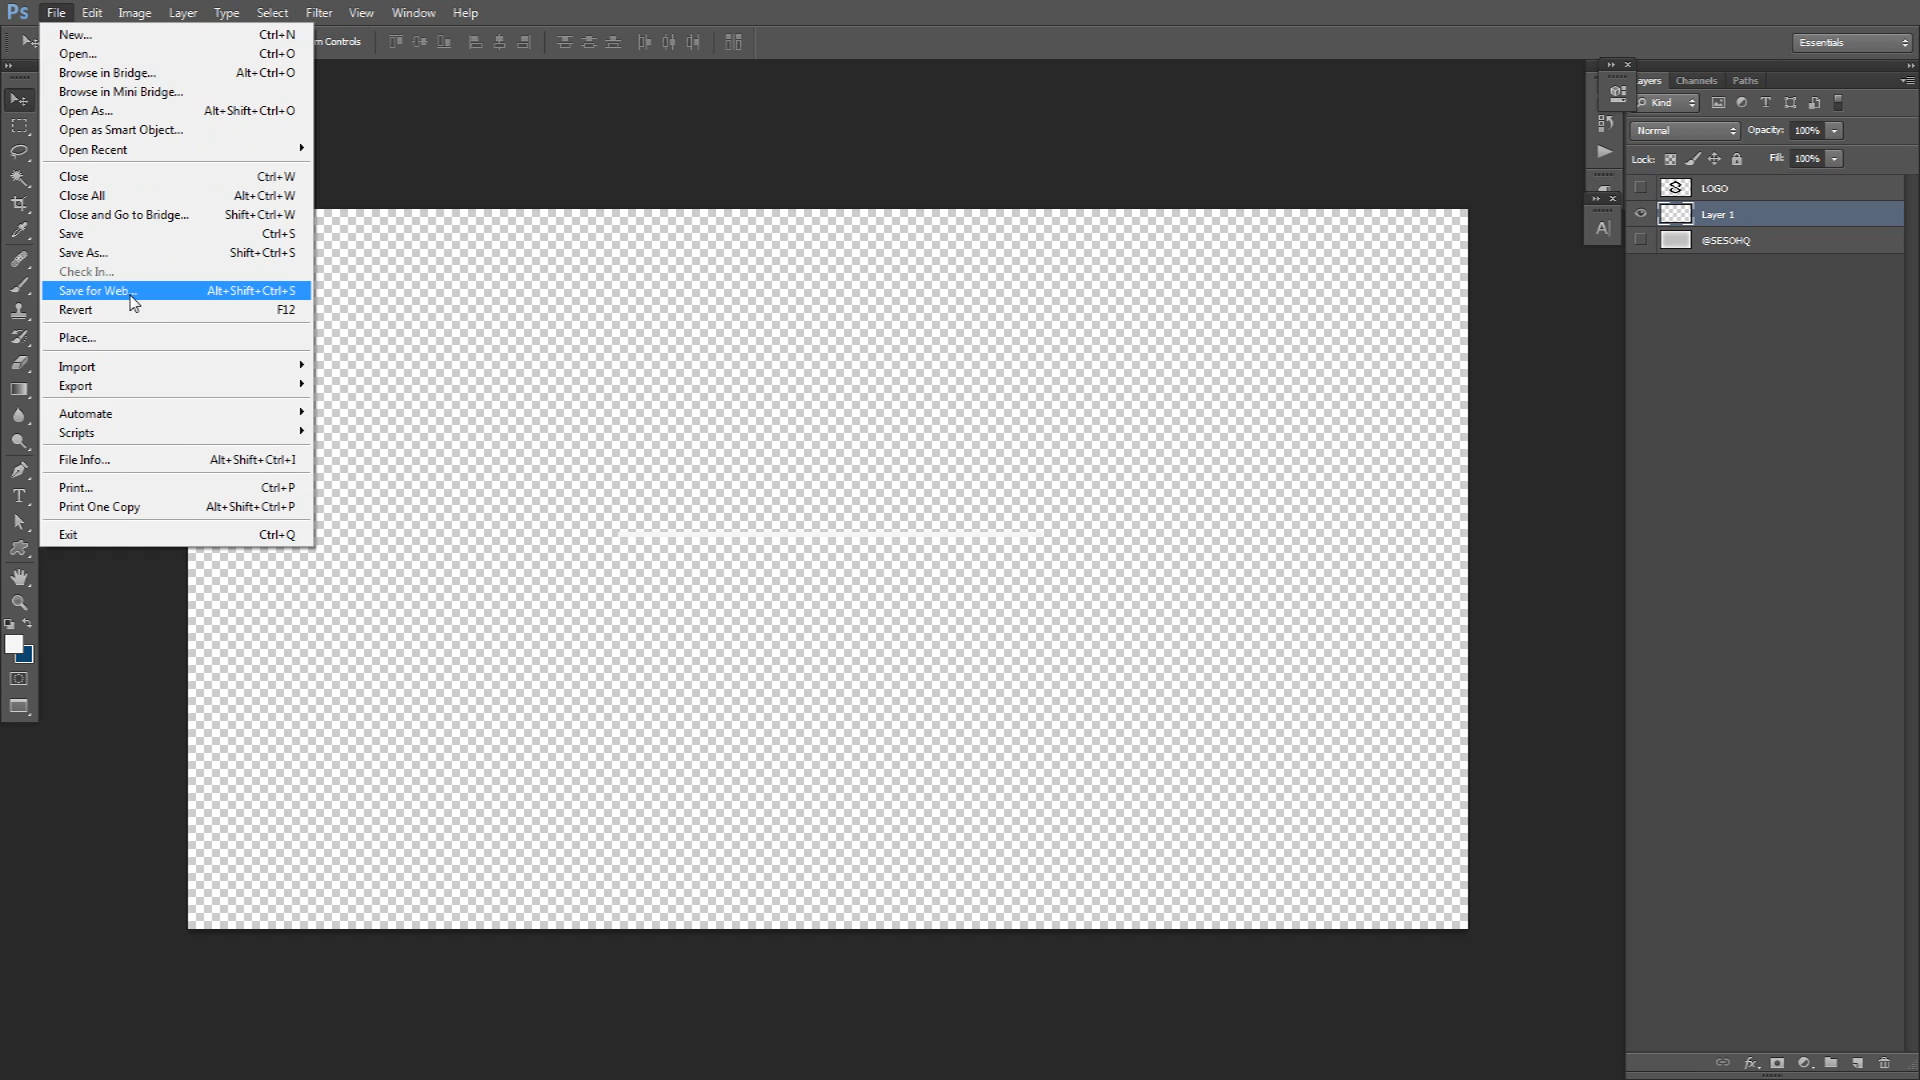 Ps File Edit Image Layer Type Select Filter View Window Help
m Controls
Essentials
New... Ctrl+N
Open... Ctrl+O
Browse in Bridge... Alt+Ctrl+O
Browse in Mini Bridge...
Open As... Alt+Shift+Ctrl+O
Open as Smart Object...
Open Recent
Close Ctrl+W
Close All Alt+Ctrl+W
Close and Go to Bridge... Shift+Ctrl+W
Save Ctrl+S
Save As... Shift+Ctrl+S
Check In...
Save for Web... Alt+Shift+Ctrl+S
Revert F12
Place...
Import
Export
Automate
Scripts
File Info... Alt+Shift+Ctrl+I
Print... Ctrl+P
Print One Copy Alt+Shift+Ctrl+P
Exit Ctrl+Q
ayers Channels Paths
Kind
Normal Opacity: 100%
Lock: Fill: 100%
LOGO
Layer 1
@SESOHQ